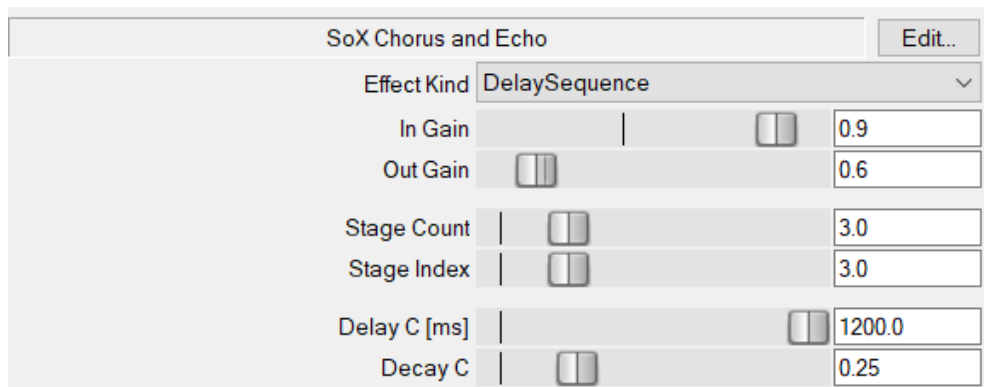 SoX Chorus and Echo Edit...
Effect Kind DelaySequence
In Gain 0.9
Out Gain 0.6
Stage Count 3.0
Stage Index 3.0
Delay C [ms] 1200.0
Decay C 0.25